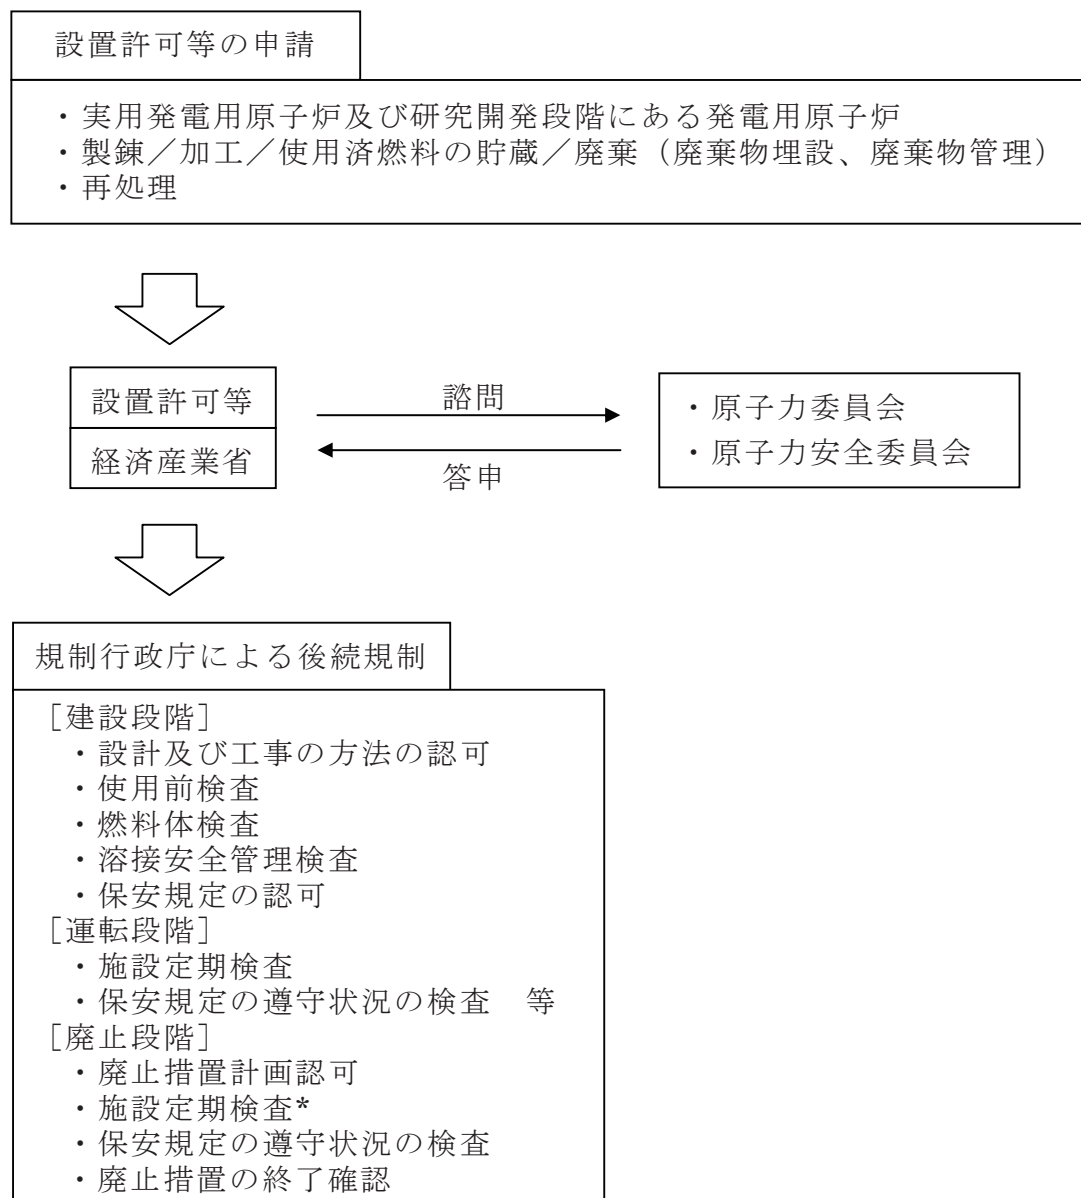 設置許可等の申請
・実用発電用原子炉及び研究開発段階にある発電用原子炉
・製錬／加工／使用済燃料の貯蔵／廃棄（廃棄物埋設、廃棄物管理）
・再処理
設置許可等
経済産業省
諮問
答申
・原子力委員会
・原子力安全委員会
規制行政庁による後続規制
［建設段階］
・設計及び工事の方法の認可
・使用前検査
・燃料体検査
・溶接安全管理検査
・保安規定の認可
［運転段階］
・施設定期検査
・保安規定の遵守状況の検査　等
［廃止段階］
・廃止措置計画認可
・施設定期検査*
・保安規定の遵守状況の検査
・廃止措置の終了確認